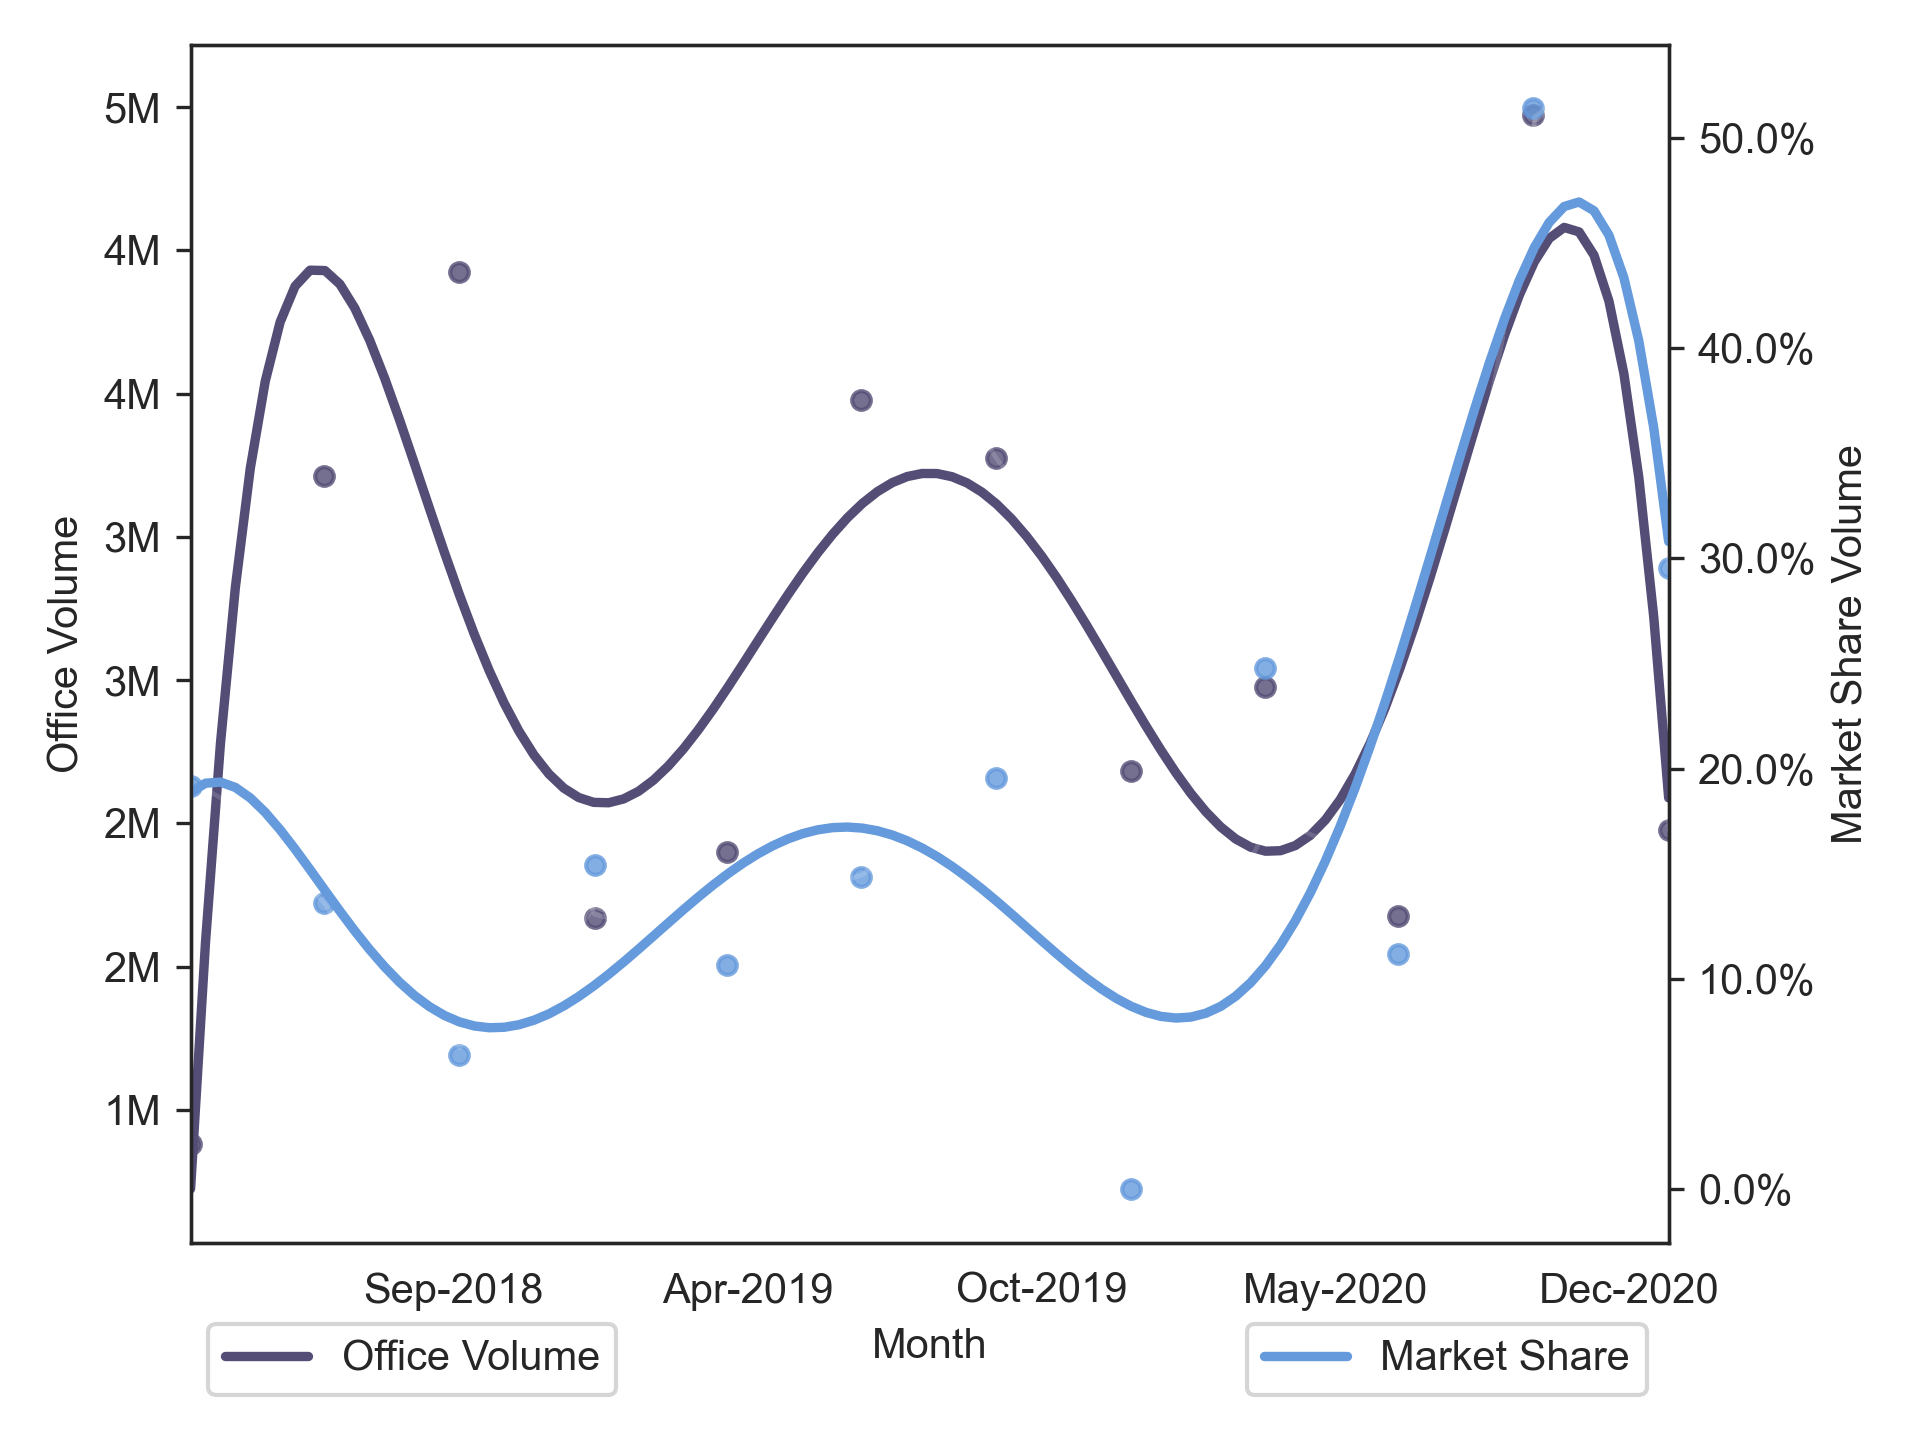 5M
4M
4M
3M
3M
2M
2M
1M
Office Volume
50.0%
40.0%
30.0%
20.0%
10.0%
0.0%
Market Share Volume
Sep-2018 Apr-2019 Oct-2019 May-2020 Dec-2020
Month
Office Volume
Market Share